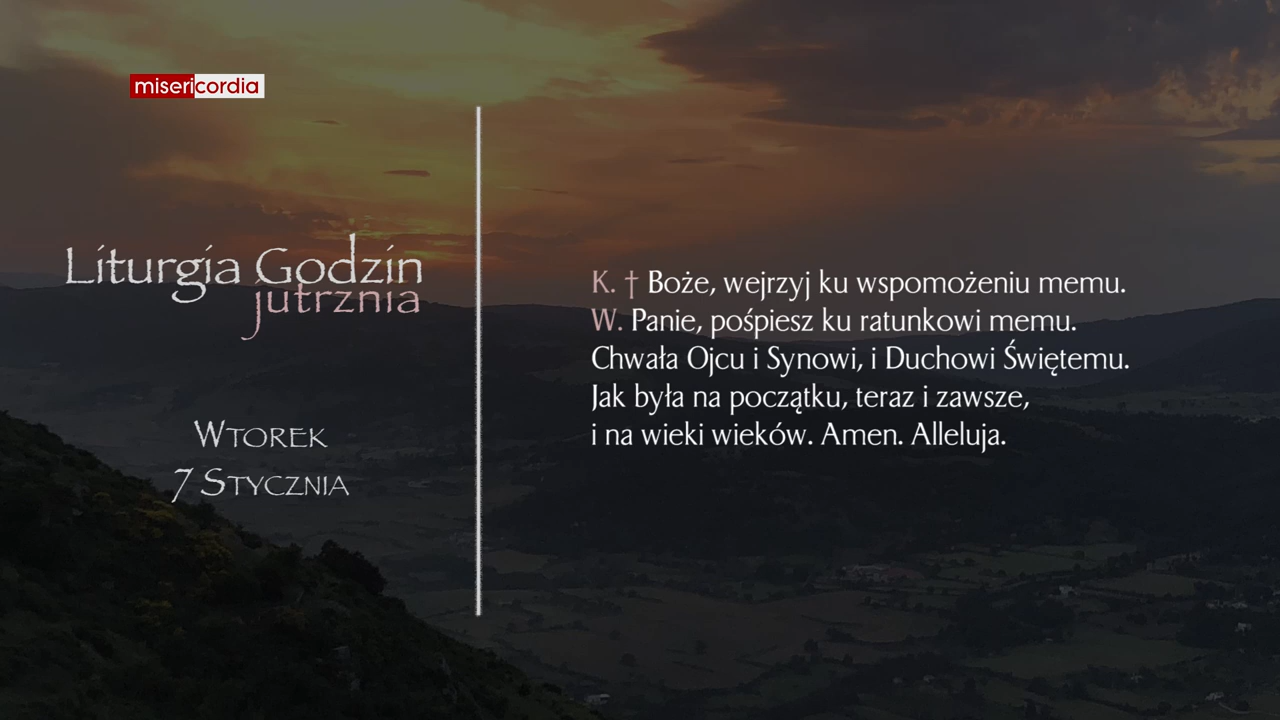 misericordia
Liturgia Godzin
jutrznia
Wtorek
7 Stycznia
K. † Boże, wejrzyj ku wspomożeniu memu.
W. Panie, pośpiesz ku ratunkowi memu.
Chwała Ojcu i Synowi, i Duchowi Świętemu.
Jak była na początku, teraz i zawsze,
i na wieki wieków. Amen. Alleluja.